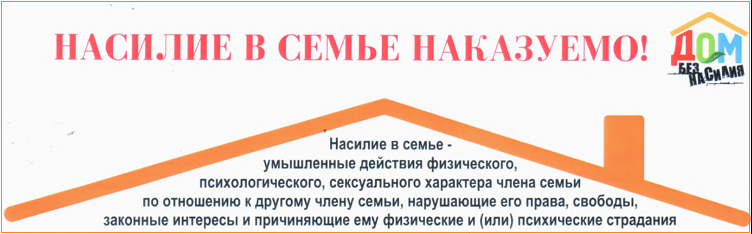 НАСИЛИЕ В СЕМЬЕ НАКАЗУЕМО!
ДОМ
БЕЗ
НАСИЛИЯ
Насилие в семье -
умышленные действия физического,
психологического, сексуального характера члена семьи
по отношению к другому члену семьи, нарушающие его права, свободы,
законные интересы и причиняющие ему физические и (или) психические страдания